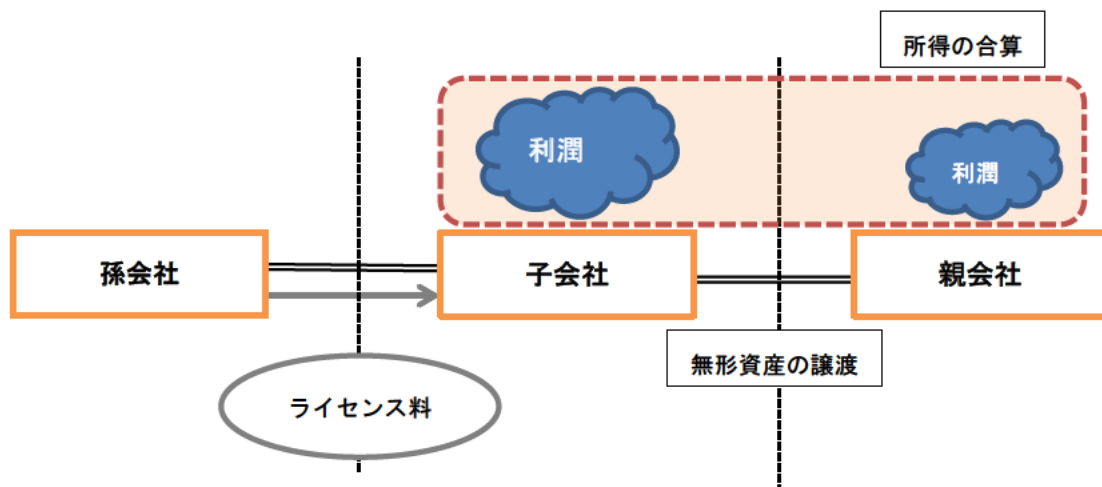 所得の合算
利潤
利潤
孫会社
子会社
親会社
無形資産の譲渡
ライセンス料